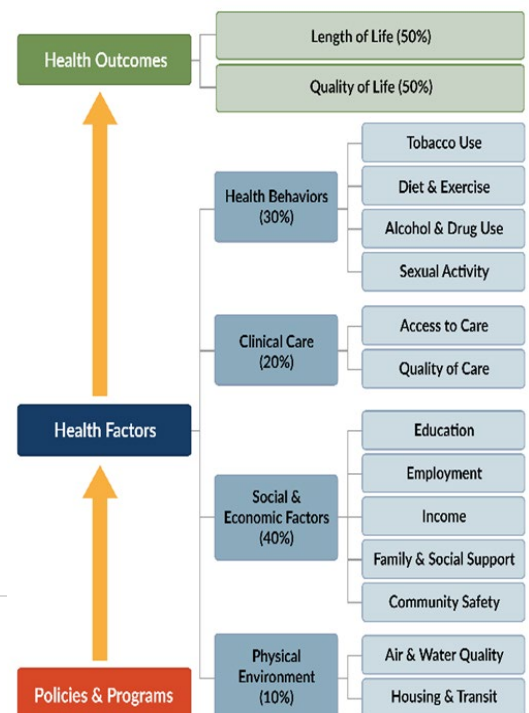 Health Outcomes
Length of Life (50%)
Quality of Life (50%)
Health Factors
Health Behaviors
(30%)
Tobacco Use
Diet & Exercise
Alcohol & Drug Use
Sexual Activity
Clinical Care
(20%)
Access to Care
Quality of Care
Social &
Economic Factors
(40%)
Education
Employment
Income
Family & Social Support
Community Safety
Physical
Environment
(10%)
Air & Water Quality
Housing & Transit
Policies & Programs